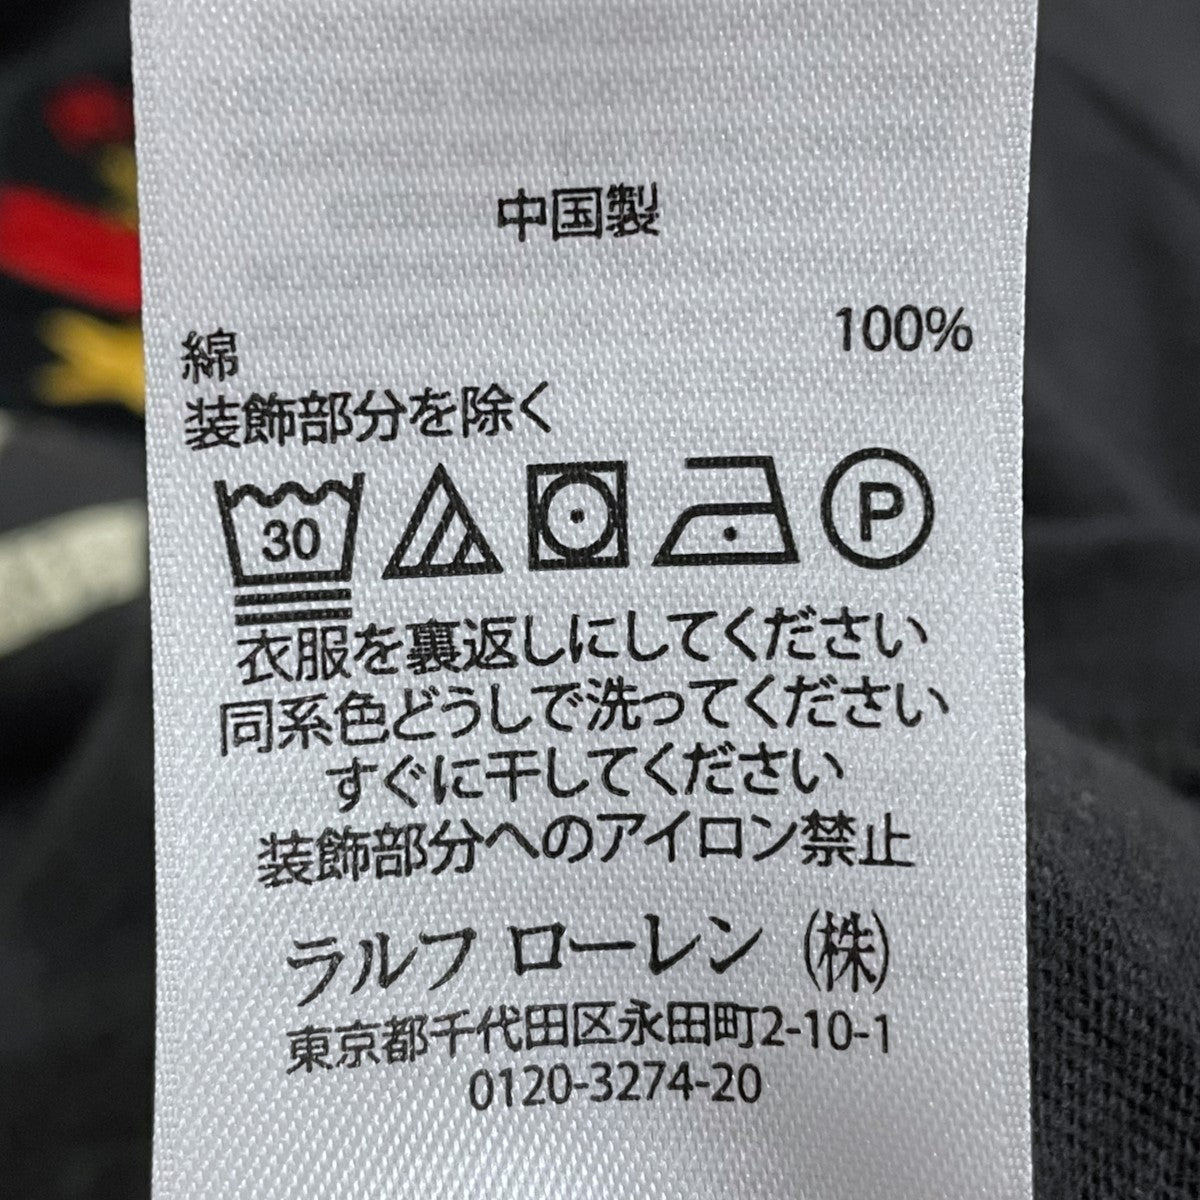 中国製
綿 100%
装飾部分を除く
30 P
衣服を裏返しにしてください
同系色どうしで洗ってください
すぐに干してください
装飾部分へのアイロン禁止
ラルフ ローレン ㈱
東京都千代田区永田町2-10-1
0120-3274-20